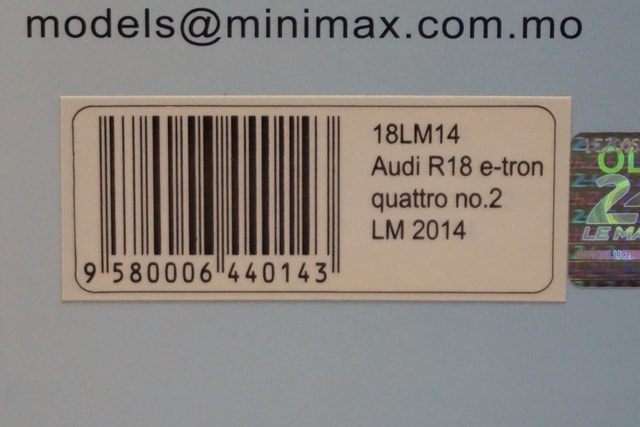 models@minimax.com.mo
18LM14
Audi R18 e-tron
quattro no.2
LM 2014
9 580006 440143
LE MA